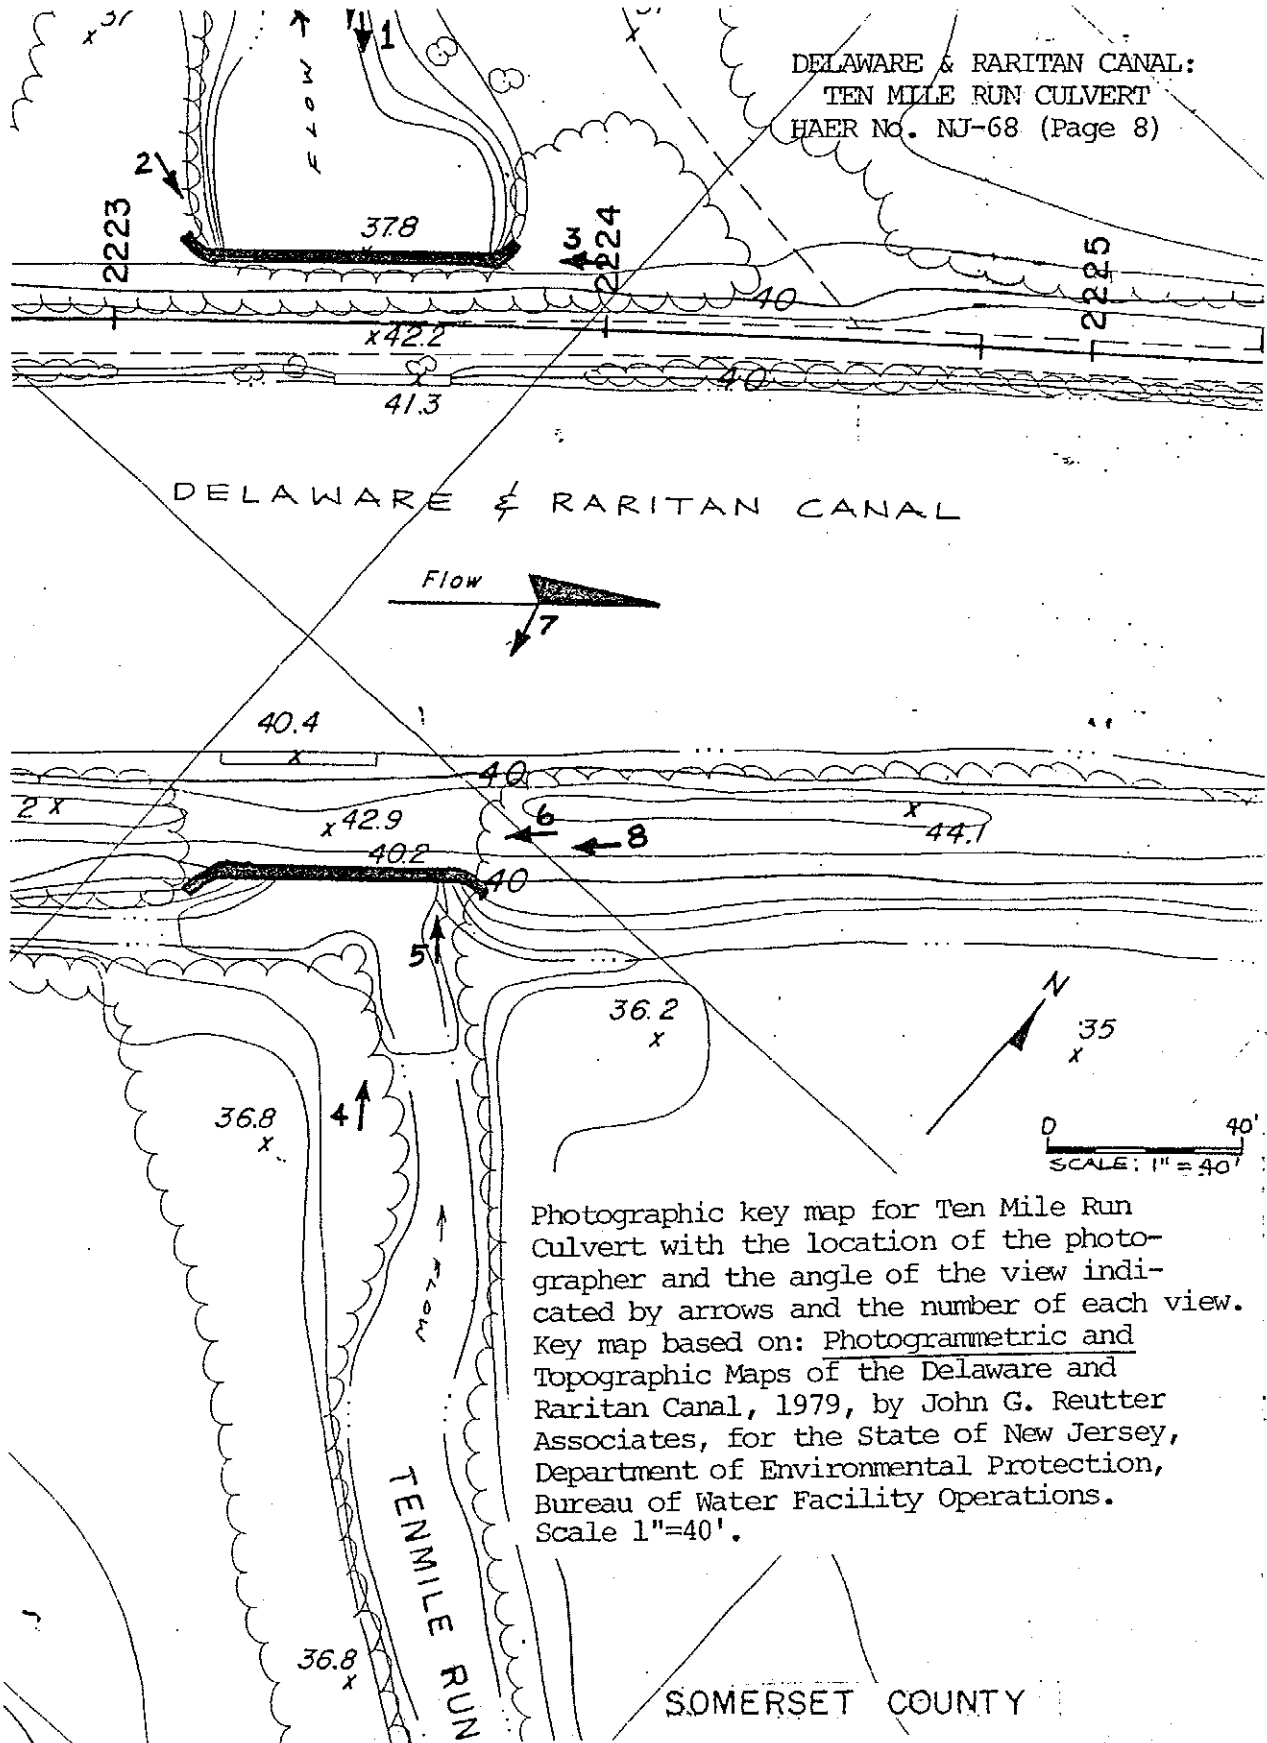 DELAWARE & RARITAN CANAL:
TEN MILE RUN CULVERT
HAER No. NJ-68 (Page 8)
37
37
1
FLOW
2
2223
37.8
3
2224
2225
40
x42.2
40
41.3
DELAWARE & RARITAN CANAL
Flow
7
40.4
40
2 x
x 42.9
6
8
44.1
40.2
40
5
N
36.2
x
35
x
36.8
x
4
0 40'
SCALE: 1" = 40'
FLOW
Photographic key map for Ten Mile Run
Culvert with the location of the photo-
grapher and the angle of the view indi-
cated by arrows and the number of each view.
Key map based on: Photogrammetric and
Topographic Maps of the Delaware and
Raritan Canal, 1979, by John G. Reutter
Associates, for the State of New Jersey,
Department of Environmental Protection,
Bureau of Water Facility Operations.
Scale 1"=40'.
TENMILE RUN
36.8
x
SOMERSET COUNTY